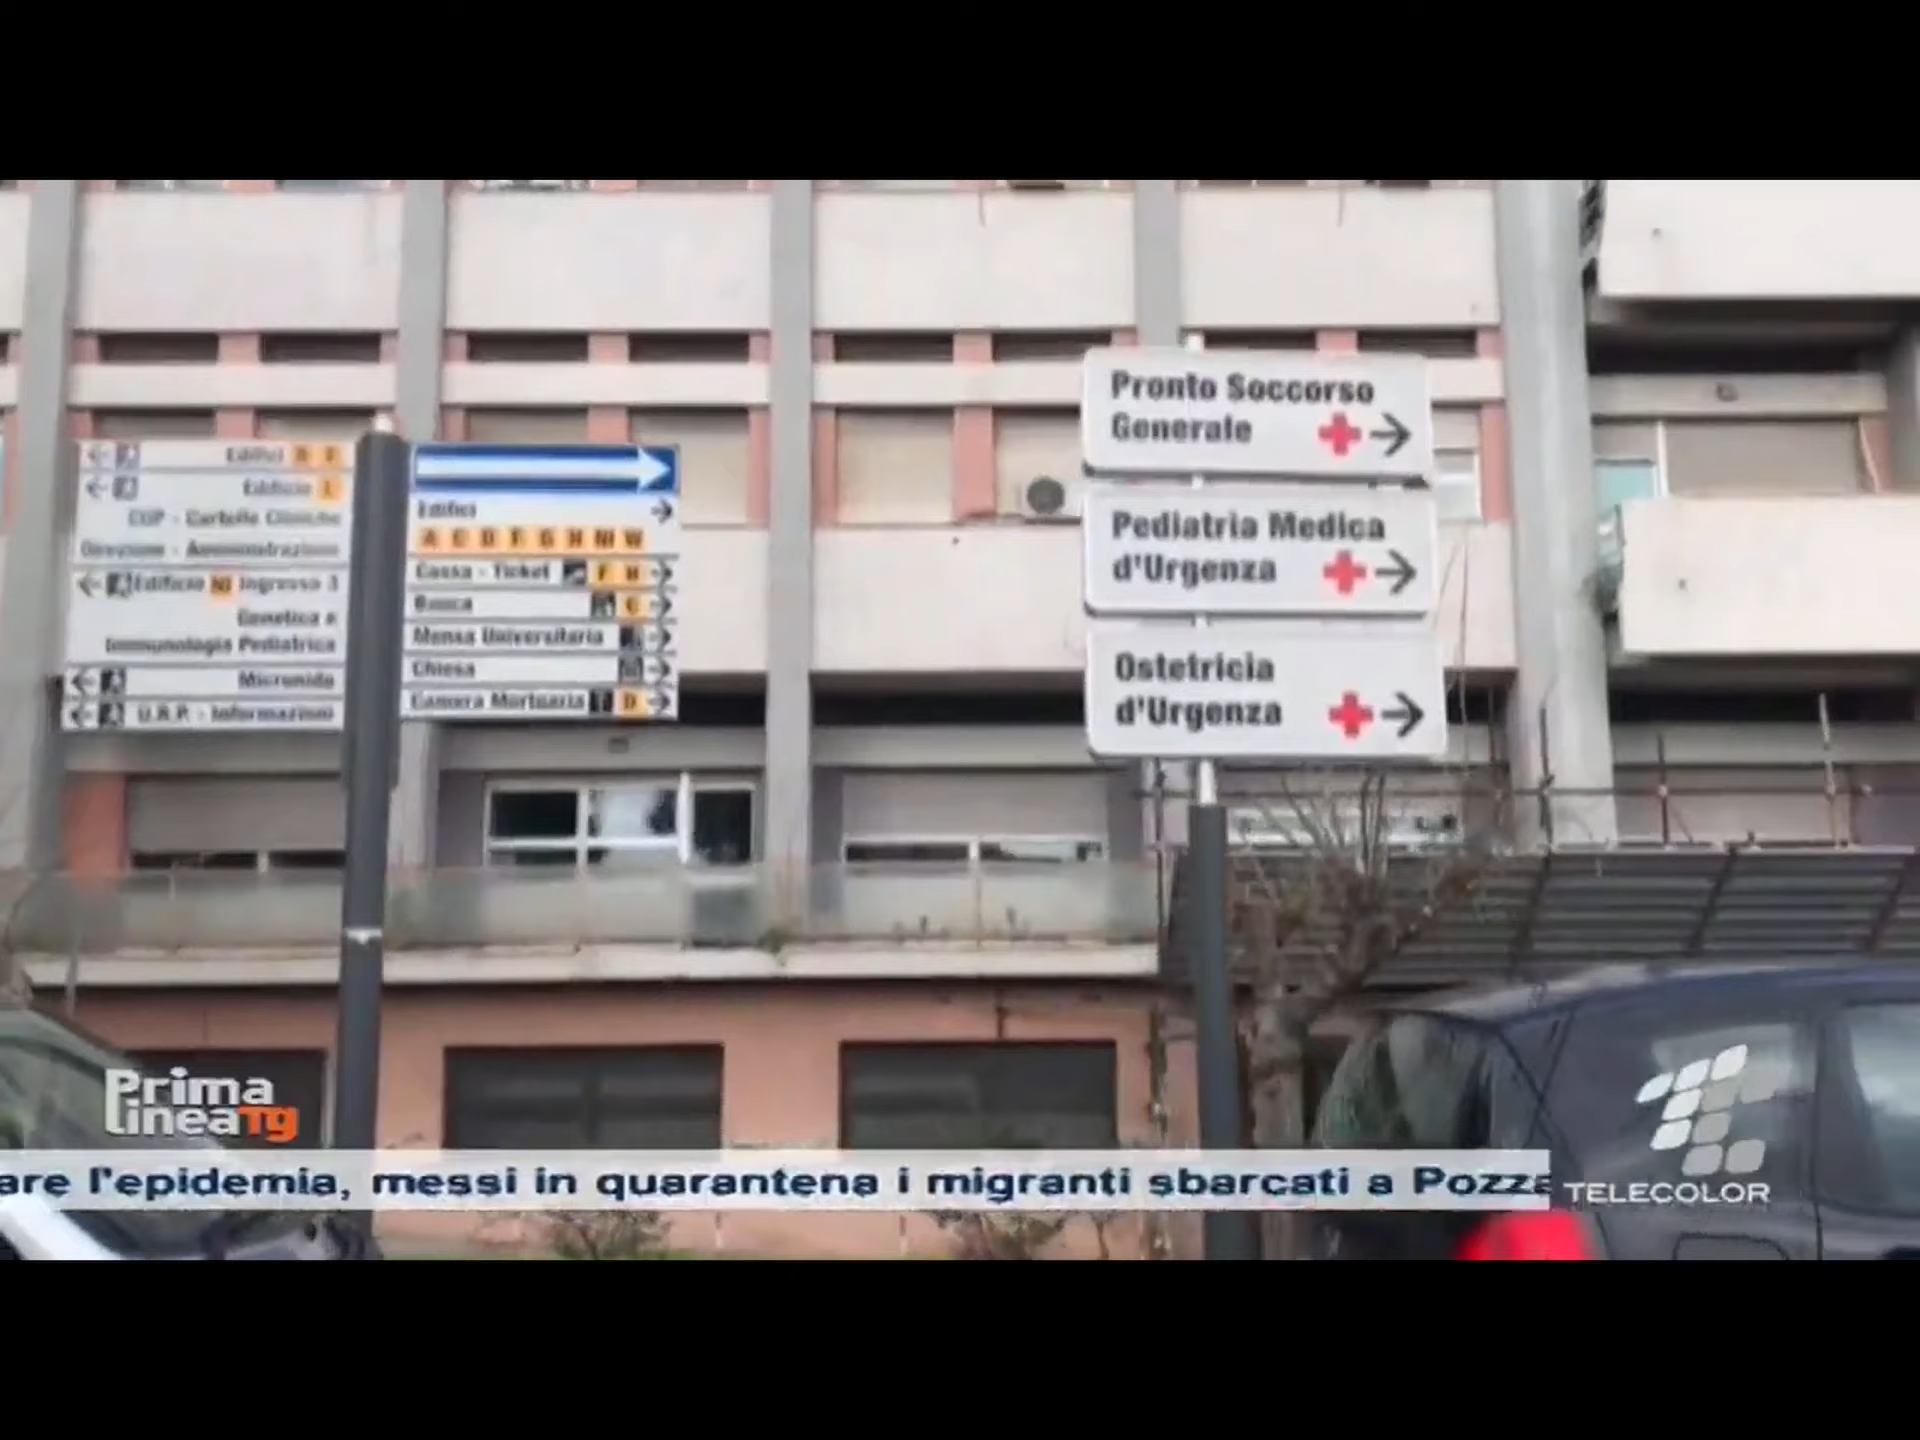 Edifici
Edificio
CUP - Cartelle Cliniche
Direzione - Amministrazione
Edificio NI Ingresso 3
Genetica e
Immunologia Pediatrica
Micronido
U.R.P. - Informazioni
Edifici
A C D F G H NI W
Cassa - Ticket F H
Banca C
Mensa Universitaria
Chiesa
Camera Mortuaria D
Pronto Soccorso
Generale
Pediatria Medica
d'Urgenza
Ostetricia
d'Urgenza
Prima
Linea Tg
are l'epidemia, messi in quarantena i migranti sbarcati a Pozza
TELECOLOR